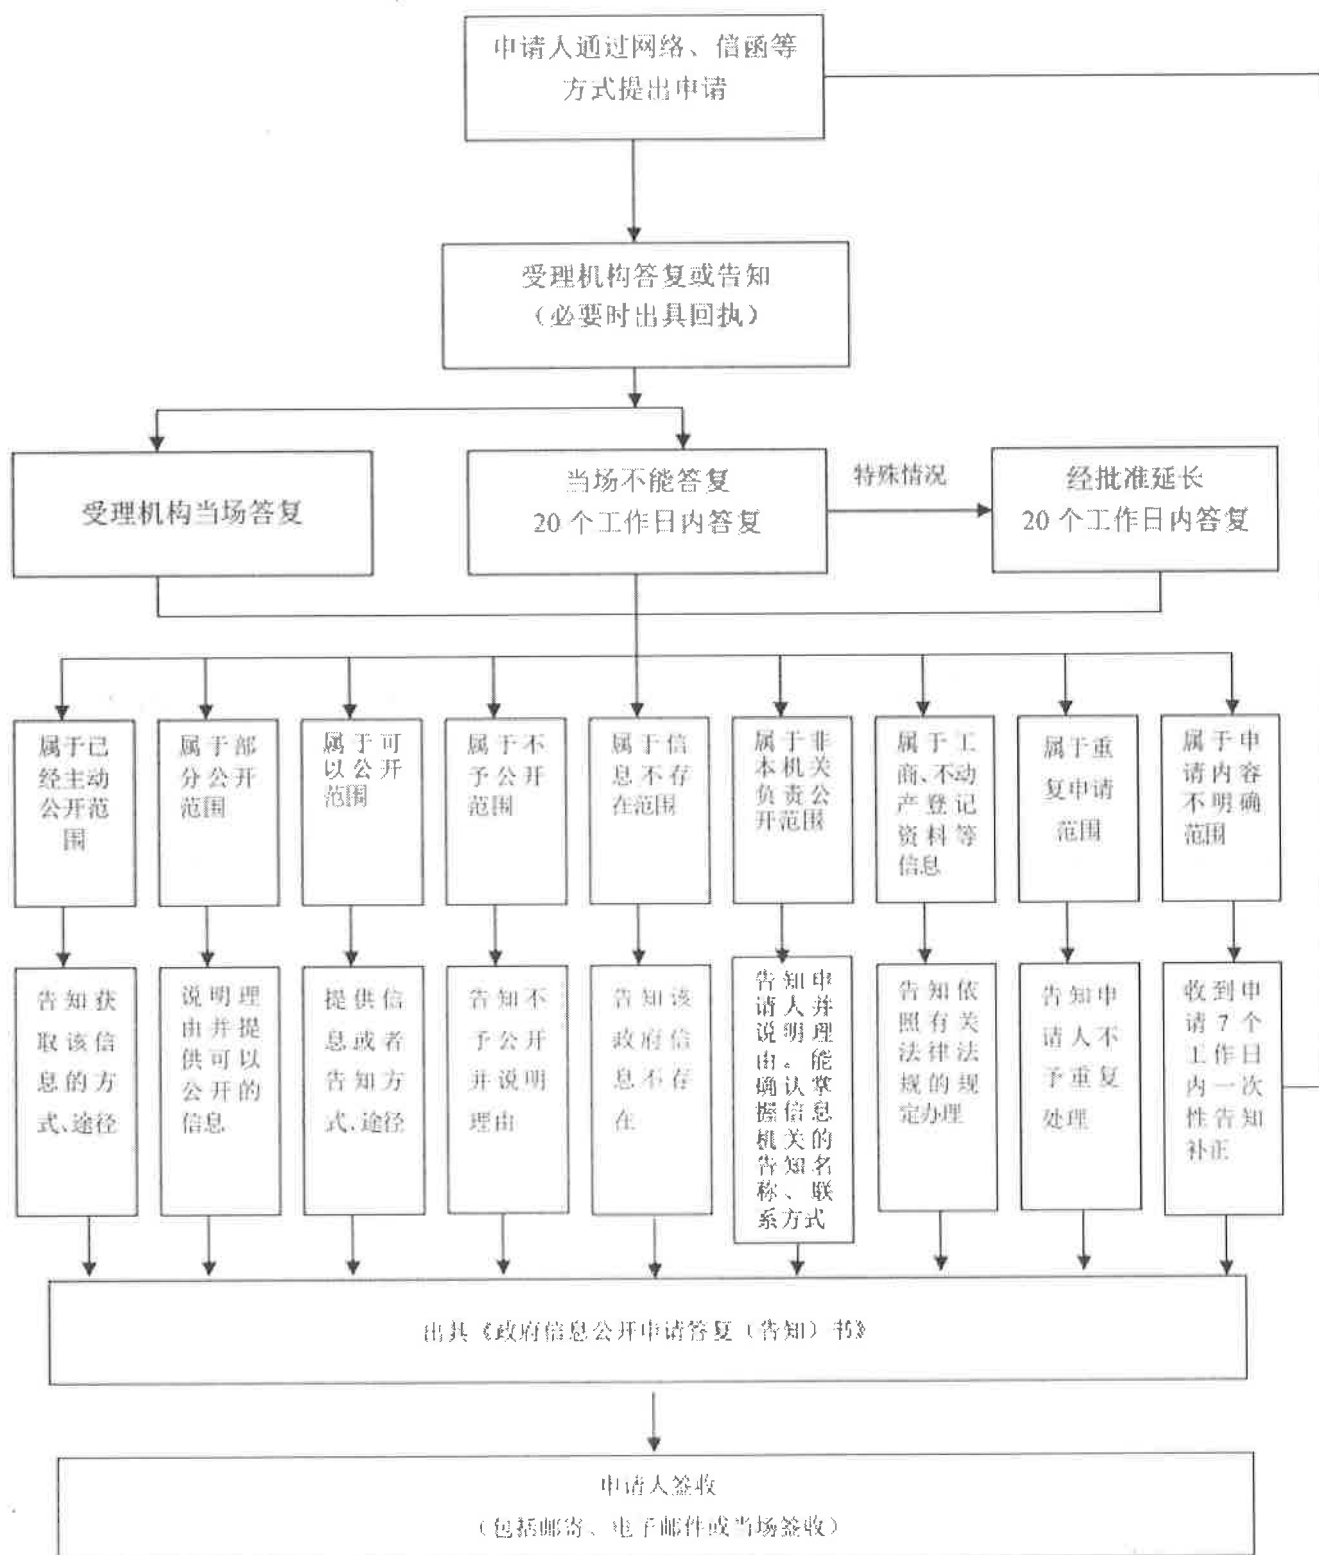 申请人通过网络、信函等
方式提出申请
受理机构答复或告知
（必要时出具回执）
受理机构当场答复
当场不能答复
20 个工作日内答复
特殊情况
经批准延长
20 个工作日内答复
属于已
经主动
公开范
围
属于部
分公开
范围
属于可
以公开
范围
属于不
予公开
范围
属于信
息不存
在范围
属于非
本机关
负责公
开范围
属于工
商、不动
产登记
资料等
信息
属于重
复申请
范围
属于申
请内容
不明确
范围
告知获
取该信
息的方
式、途径
说明理
由并提
供可以
公开的
信息
提供信
息或者
告知方
式、途径
告知不
予公开
并说明
理由
告知该
政府信
息不存
在
告知申
请人并
说明理
由。能
确认掌
握信息
机关的
告知名
称、联
系方式
告知依
照有关
法律法
规的规
定办理
告知申
请人不
予重复
处理
收到申
请 7 个
工作日
内一次
性告知
补正
出具《政府信息公开申请答复（告知）书》
申请人签收
（包括邮寄、电子邮件或当场签收）